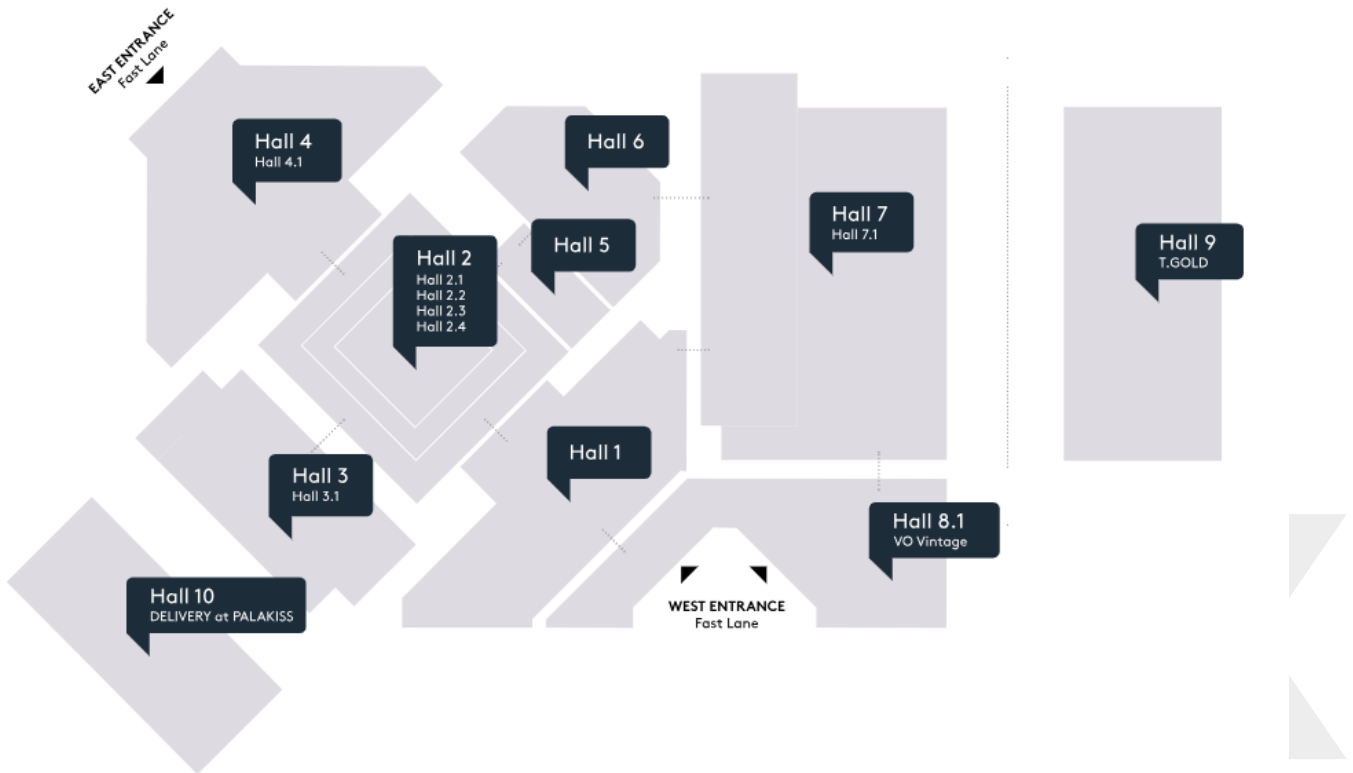 EAST ENTRANCE
Fast Lane
Hall 4
Hall 4.1
Hall 6
Hall 5
Hall 2
Hall 2.1
Hall 2.2
Hall 2.3
Hall 2.4
Hall 7
Hall 7.1
Hall 9
T.GOLD
Hall 1
Hall 3
Hall 3.1
Hall 8.1
VO Vintage
Hall 10
DELIVERY at PALAKISS
WEST ENTRANCE
Fast Lane